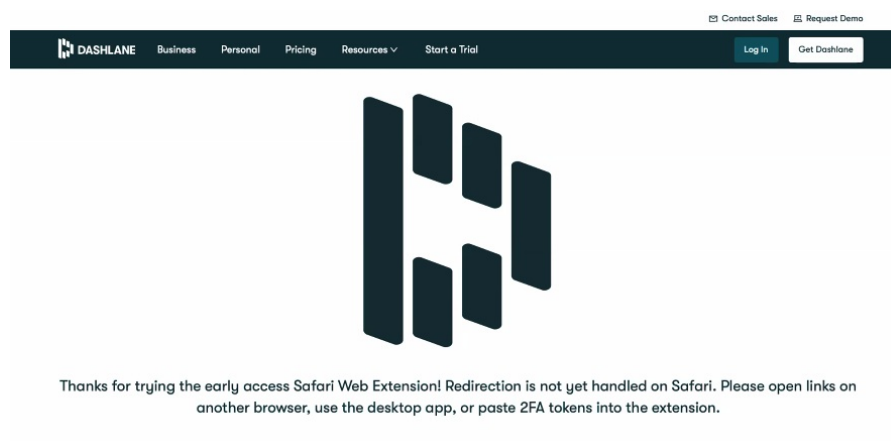 Contact Sales Request Demo
DASHLANE Business Personal Pricing Resources Start a Trial Log In Get Dashlane
Thanks for trying the early access Safari Web Extension! Redirection is not yet handled on Safari. Please open links on
another browser, use the desktop app, or paste 2FA tokens into the extension.